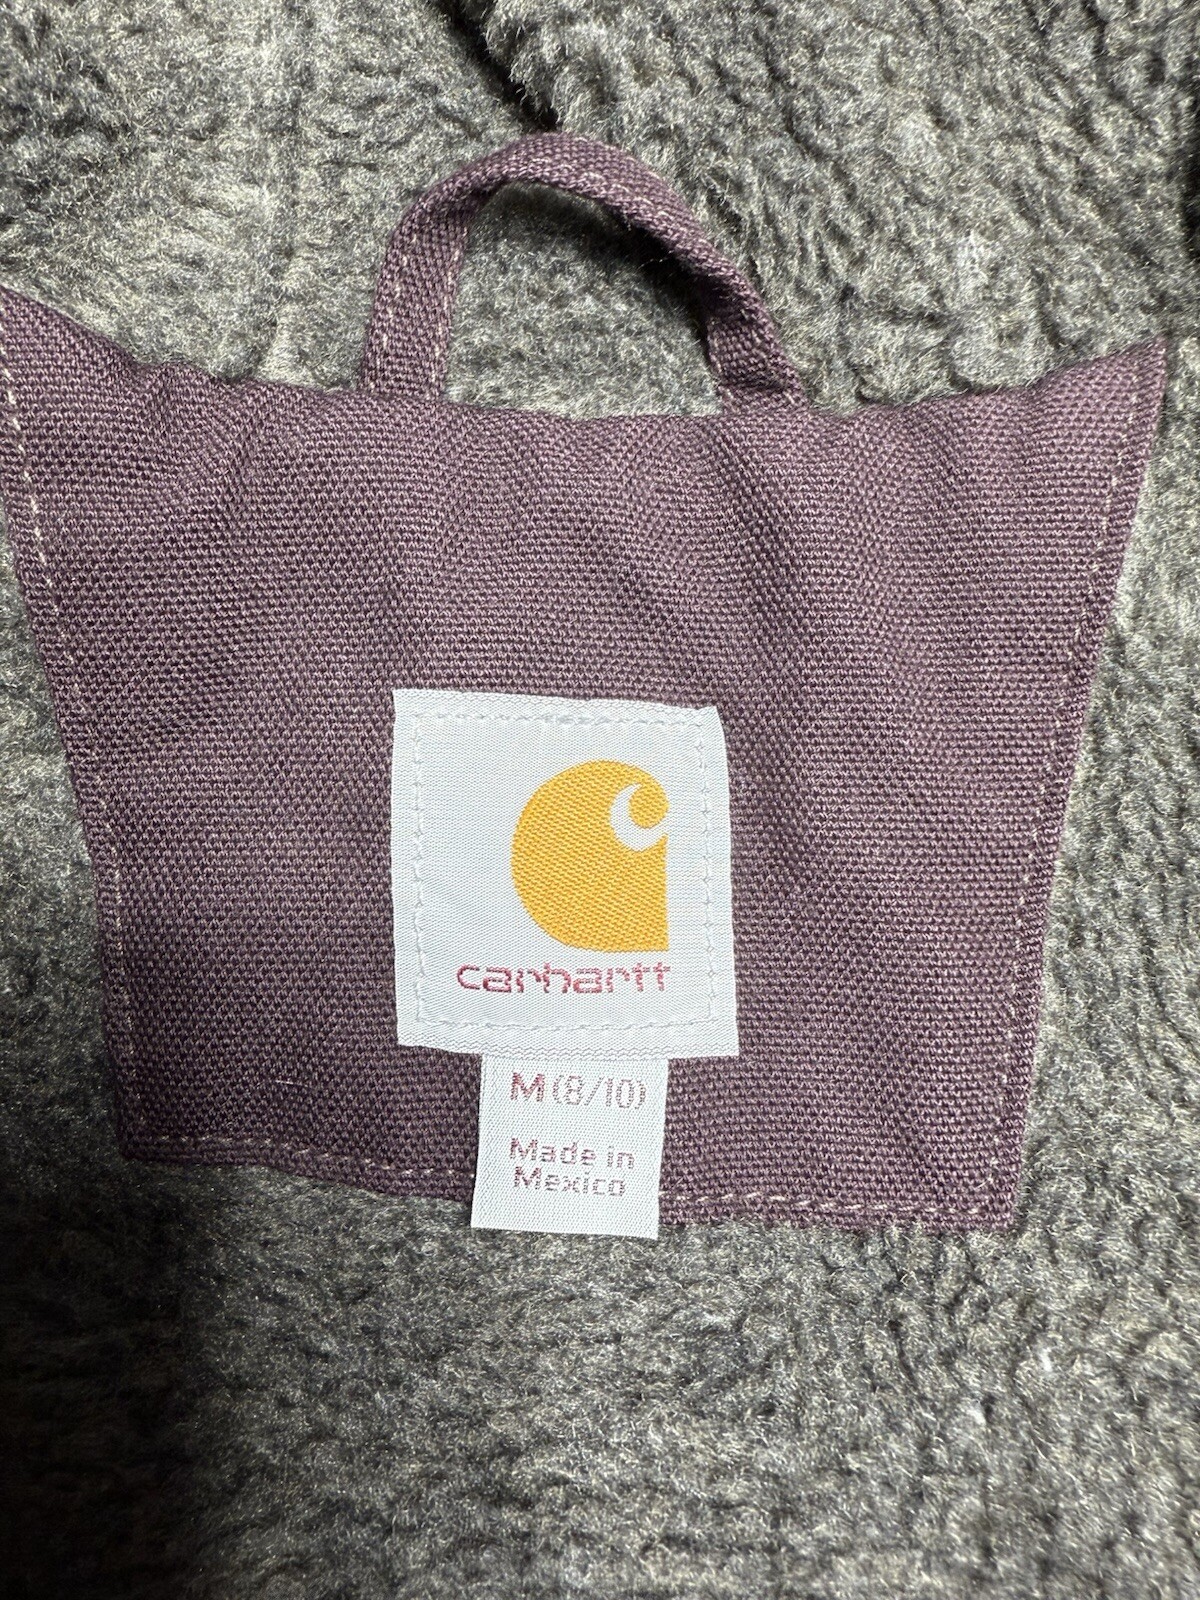 carhartt
M (8/10)
Made in
Mexico